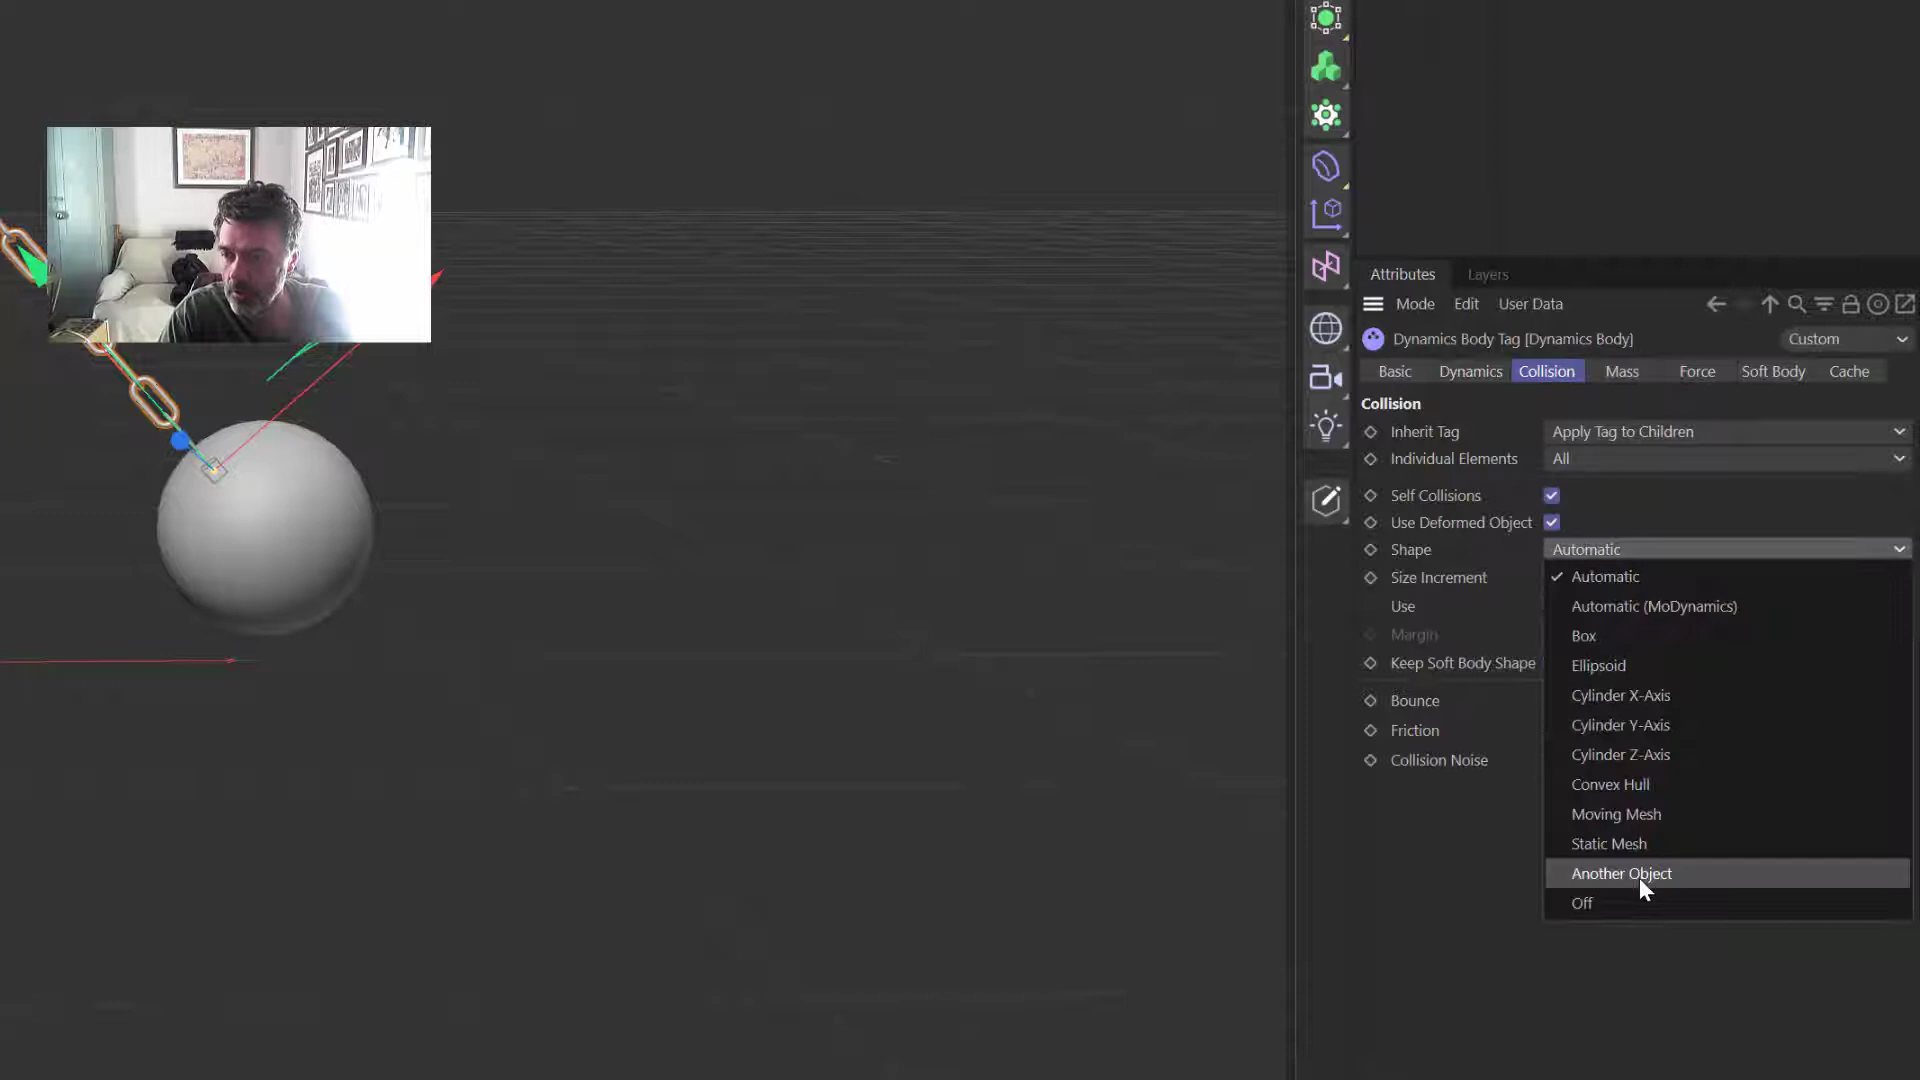 Attributes Layers
Mode Edit User Data
Dynamics Body Tag [Dynamics Body] Custom
Basic Dynamics Collision Mass Force Soft Body Cache
Collision
Inherit Tag Apply Tag to Children
Individual Elements All
Self Collisions
Use Deformed Object
Shape Automatic
Size Increment
Use
Margin
Keep Soft Body Shape
Bounce
Friction
Collision Noise
Automatic
Automatic (MoDynamics)
Box
Ellipsoid
Cylinder X-Axis
Cylinder Y-Axis
Cylinder Z-Axis
Convex Hull
Moving Mesh
Static Mesh
Another Object
Off